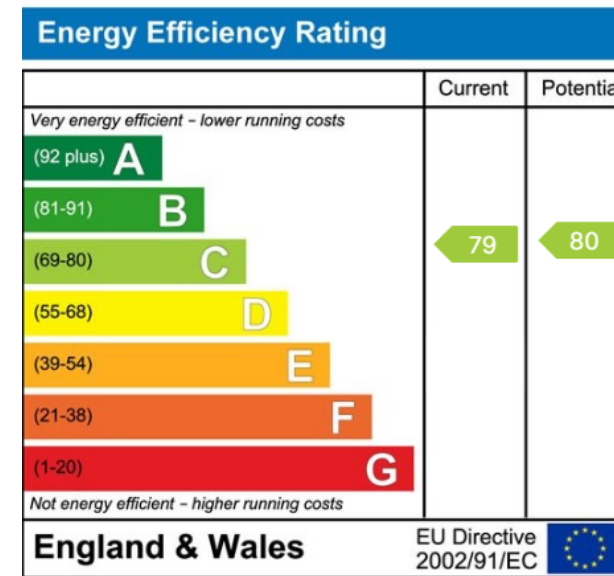 Energy Efficiency Rating
Current Potentia
Very energy efficient – lower running costs
(92 plus) A
(81-91) B
(69-80) C
79 80
(55-68) D
(39-54) E
(21-38) F
(1-20) G
Not energy efficient – higher running costs
England & Wales
EU Directive
2002/91/EC